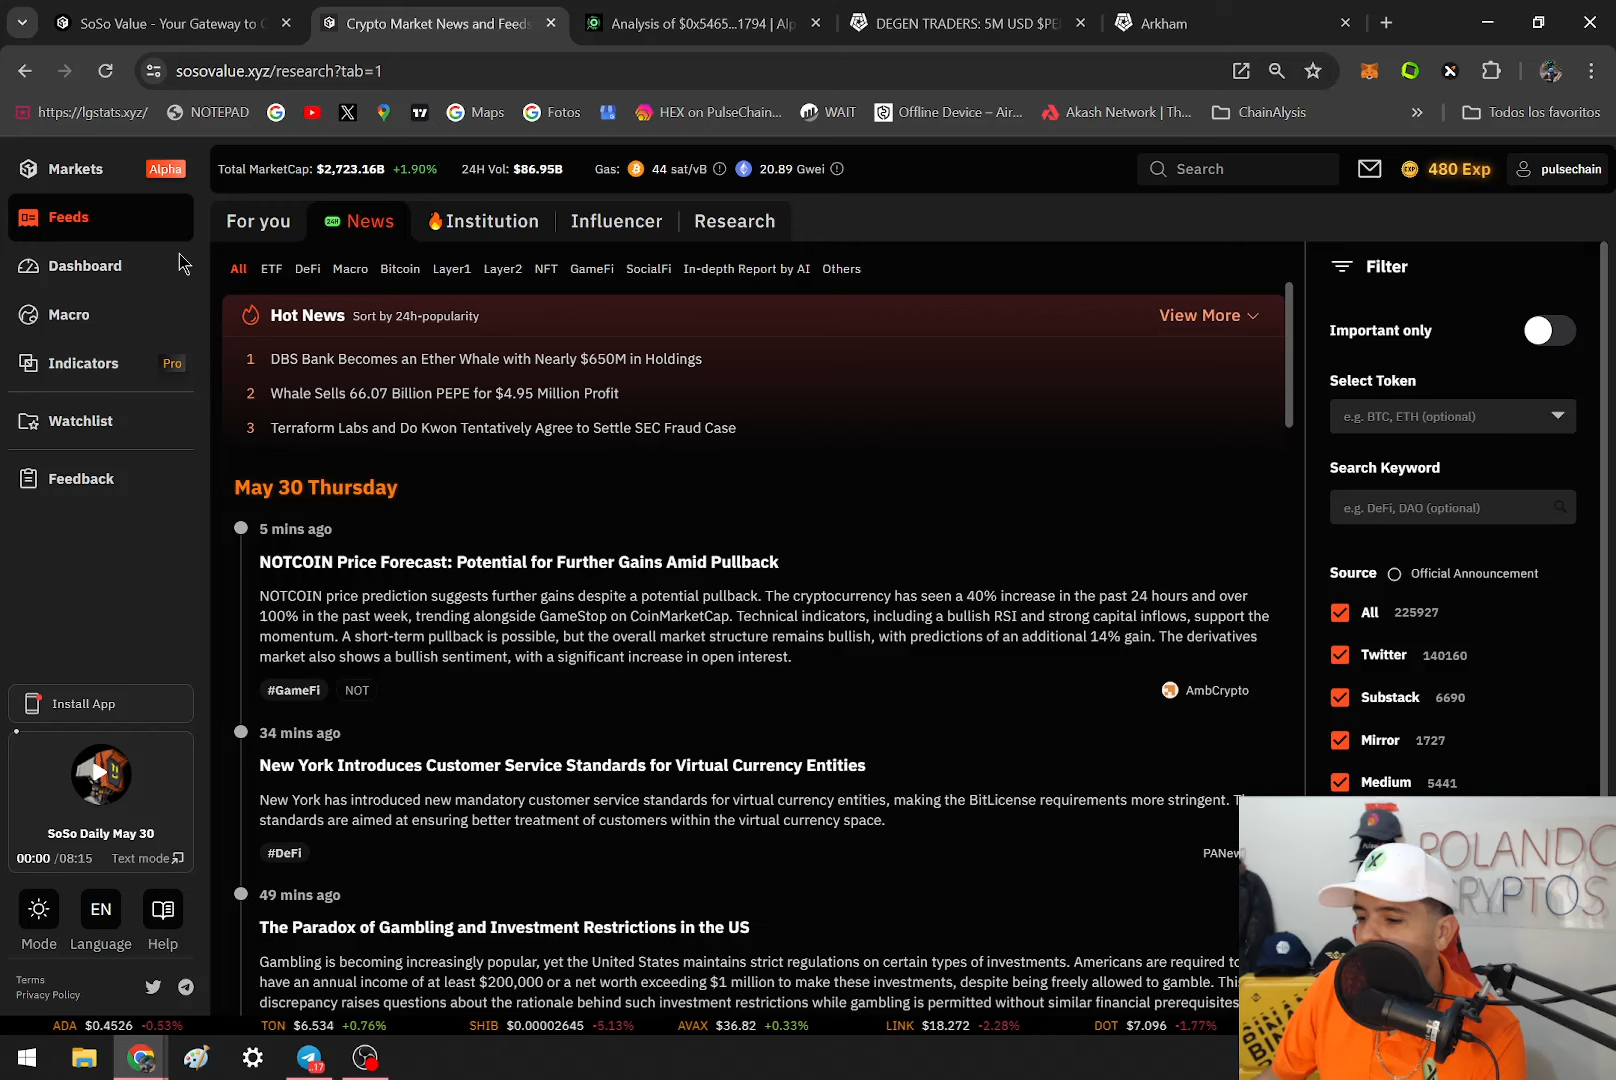 SoSo Value - Your Gateway to C
Crypto Market News and Feeds
Analysis of $0x5465...1794 | Alp
DEGEN TRADERS: 5M USD $PE
Arkham
sosovalue.xyz/research?tab=1
https://lgstats.xyz/
NOTEPAD
Maps
Fotos
HEX on PulseChain...
WAIT
Offline Device – Air...
Akash Network | Th...
ChainAlysis
Todos los favoritos
Markets
Alpha
Total MarketCap: $2,723.16B +1.90%
24H Vol: $86.95B
Gas: 44 sat/vB
20.89 Gwei
Search
480 Exp
pulsechain
Feeds
Dashboard
Macro
Indicators
Pro
Watchlist
Feedback
For you
24H
News
Institution
Influencer
Research
All
ETF
DeFi
Macro
Bitcoin
Layer1
Layer2
NFT
GameFi
SocialFi
In-depth Report by AI
Others
Hot News
Sort by 24h-popularity
View More
1 DBS Bank Becomes an Ether Whale with Nearly $650M in Holdings
2 Whale Sells 66.07 Billion PEPE for $4.95 Million Profit
3 Terraform Labs and Do Kwon Tentatively Agree to Settle SEC Fraud Case
May 30 Thursday
5 mins ago
NOTCOIN Price Forecast: Potential for Further Gains Amid Pullback
NOTCOIN price prediction suggests further gains despite a potential pullback. The cryptocurrency has seen a 40% increase in the past 24 hours and over
100% in the past week, trending alongside GameStop on CoinMarketCap. Technical indicators, including a bullish RSI and strong capital inflows, support the
momentum. A short-term pullback is possible, but the overall market structure remains bullish, with predictions of an additional 14% gain. The derivatives
market also shows a bullish sentiment, with a significant increase in open interest.
#GameFi
NOT
AmbCrypto
34 mins ago
New York Introduces Customer Service Standards for Virtual Currency Entities
New York has introduced new mandatory customer service standards for virtual currency entities, making the BitLicense requirements more stringent.
standards are aimed at ensuring better treatment of customers within the virtual currency space.
#DeFi
PANew
49 mins ago
The Paradox of Gambling and Investment Restrictions in the US
Gambling is becoming increasingly popular, yet the United States maintains strict regulations on certain types of investments. Americans are required to
have an annual income of at least $200,000 or a net worth exceeding $1 million to make these investments, despite being freely allowed to gamble. This
discrepancy raises questions about the rationale behind such investment restrictions while gambling is permitted without similar financial prerequisites
Filter
Important only
Select Token
e.g. BTC, ETH (optional)
Search Keyword
e.g. DeFi, DAO (optional)
Source
Official Announcement
All 225927
Twitter 140160
Substack 6690
Mirror 1727
Medium 5441
Install App
SoSo Daily May 30
00:00 /08:15
Text mode
EN
Mode
Language
Help
Terms
Privacy Policy
ADA $0.4526 -0.53%
TON $6.534 +0.76%
SHIB $0.00002645 -5.13%
AVAX $36.82 +0.33%
LINK $18.272 -2.28%
DOT $7.096 -1.77%
17
POLANDO
CRYPTOS